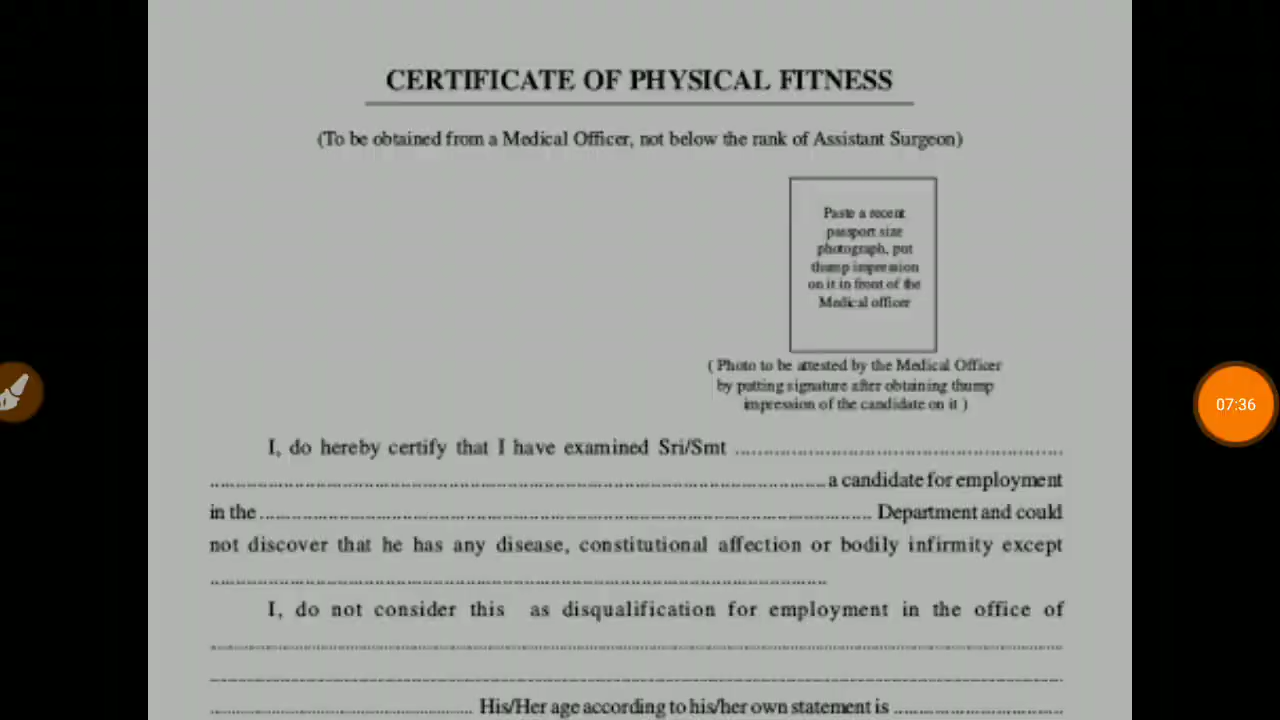 CERTIFICATE OF PHYSICAL FITNESS
(To be obtained from a Medical Officer, not below the rank of Assistant Surgeon)
Paste a recent
passport size
photograph, put
thump impression
on it in front of the
Medical officer
( Photo to be attested by the Medical Officer
by putting signature after obtaining thump
impression of the candidate on it )
07:36
I, do hereby certify that I have examined Sri/Smt ..................................................
.............................................................................................. a candidate for employment
in the ............................................................................................. Department and could
not discover that he has any disease, constitutional affection or bodily infirmity except
..............................................................................................
I, do not consider this as disqualification for employment in the office of
..................................................................................................................................
..................................................................................................................................
........................................ His/Her age according to his/her own statement is ..........................